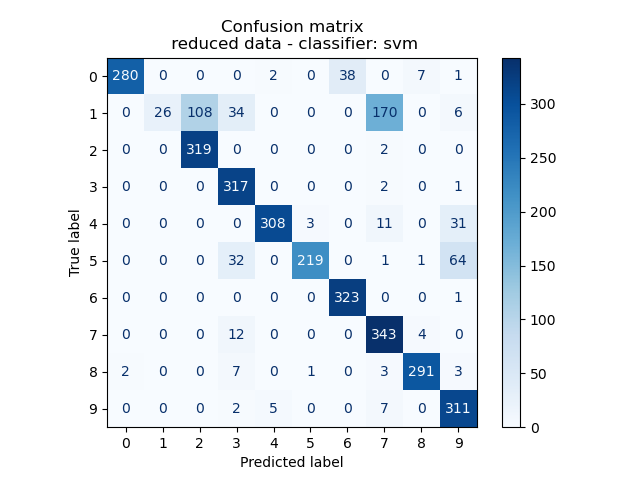 Confusion matrix
reduced data - classifier: svm
0 280 0 0 0 2 0 38 0 7 1
1 0 26 108 34 0 0 0 170 0 6
2 0 0 319 0 0 0 0 2 0 0
3 0 0 0 317 0 0 0 2 0 1
4 0 0 0 0 308 3 0 11 0 31
5 0 0 0 32 0 219 0 1 1 64
6 0 0 0 0 0 0 323 0 0 1
7 0 0 0 12 0 0 0 343 4 0
8 2 0 0 7 0 1 0 3 291 3
9 0 0 0 2 5 0 0 7 0 311
0 1 2 3 4 5 6 7 8 9
Predicted label
True label
300
250
200
150
100
50
0